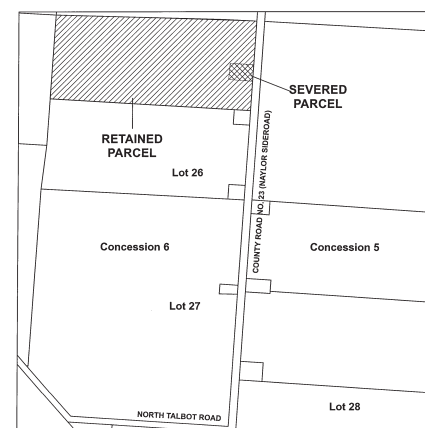 SEVERED
PARCEL
RETAINED
PARCEL
Lot 26
COUNTY ROAD NO. 23 (NAYLOR SIDEROAD)
Concession 6
Concession 5
Lot 27
NORTH TALBOT ROAD
Lot 28